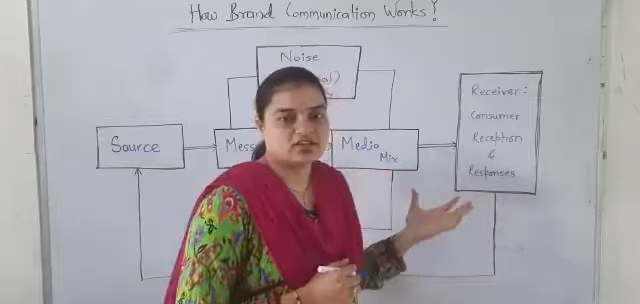 How Brand Communication Works?
Noise
Source
Media
Mix
Receiver:
Consumer
Reception
&
Responses